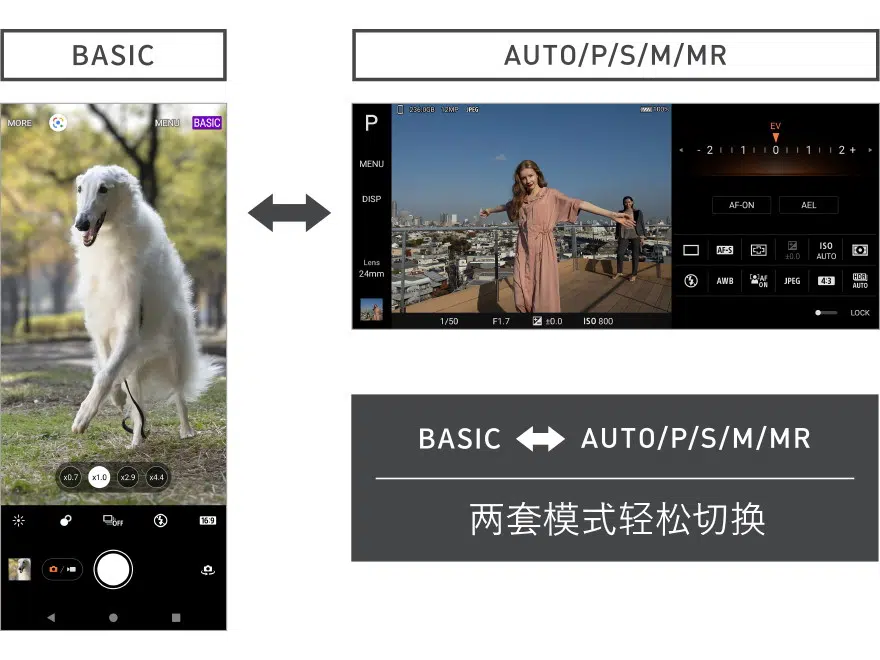 BASIC
AUTO/P/S/M/MR
MORE
MENU
BASIC
x0.7
x1.0
x2.9
x4.4
OFF
16:9
P
236.0GB 12MP JPEG
100%
MENU
DISP
Lens
24mm
1/50 F1.7 ±0.0 ISO 800
EV
- 2 1 0 1 2 +
AF-ON AEL
AF-S ±0.0 ISO AUTO
AWB AF ON JPEG 4:3 HDR AUTO
LOCK
BASIC AUTO/P/S/M/MR
两套模式轻松切换